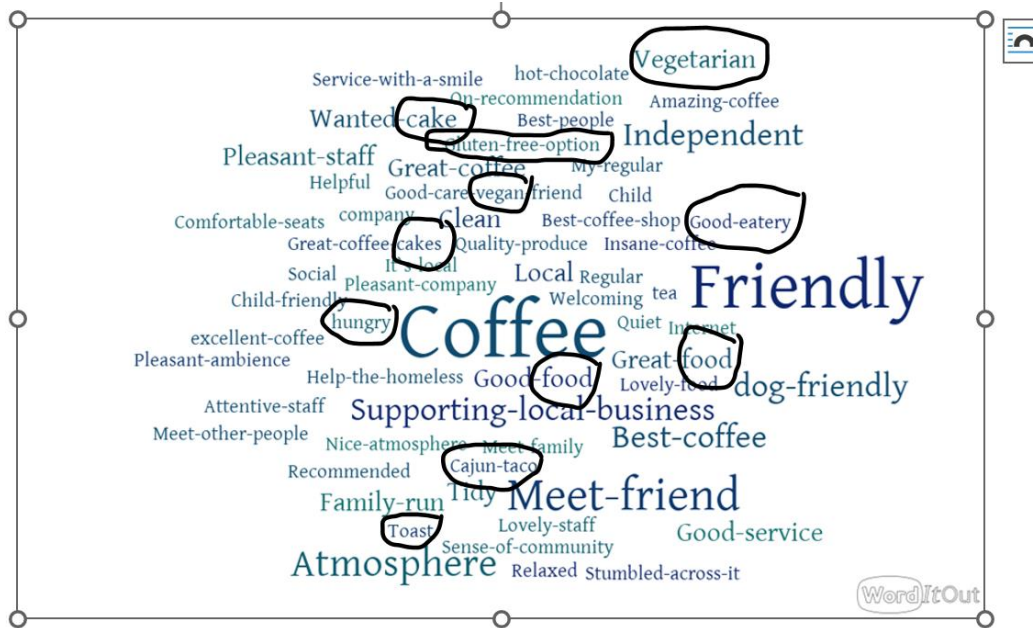 Vegetarian
Service-with-a-smile hot-chocolate
On-recommendation Amazing-coffee
Wanted-cake Best-people
Gluten-free-option Independent
Pleasant-staff Great-coffee My-regular
Helpful Good-care-vegan-friend Child
Comfortable-seats company Clean Best-coffee-shop Good-eatery
Great-coffee-cakes Quality-produce Insane-coffee
It's-local
Social Pleasant-company Local Regular Friendly
Child-friendly Welcoming tea
hungry Coffee Quiet Internet
excellent-coffee
Pleasant-ambience Great-food
Help-the-homeless Good-food Lovely-food dog-friendly
Attentive-staff Supporting-local-business
Meet-other-people Nice-atmosphere Meet-family Best-coffee
Recommended Cajun-taco
Family-run Tidy Meet-friend
Toast Lovely-staff Good-service
Sense-of-community
Atmosphere Relaxed Stumbled-across-it
WordItOut